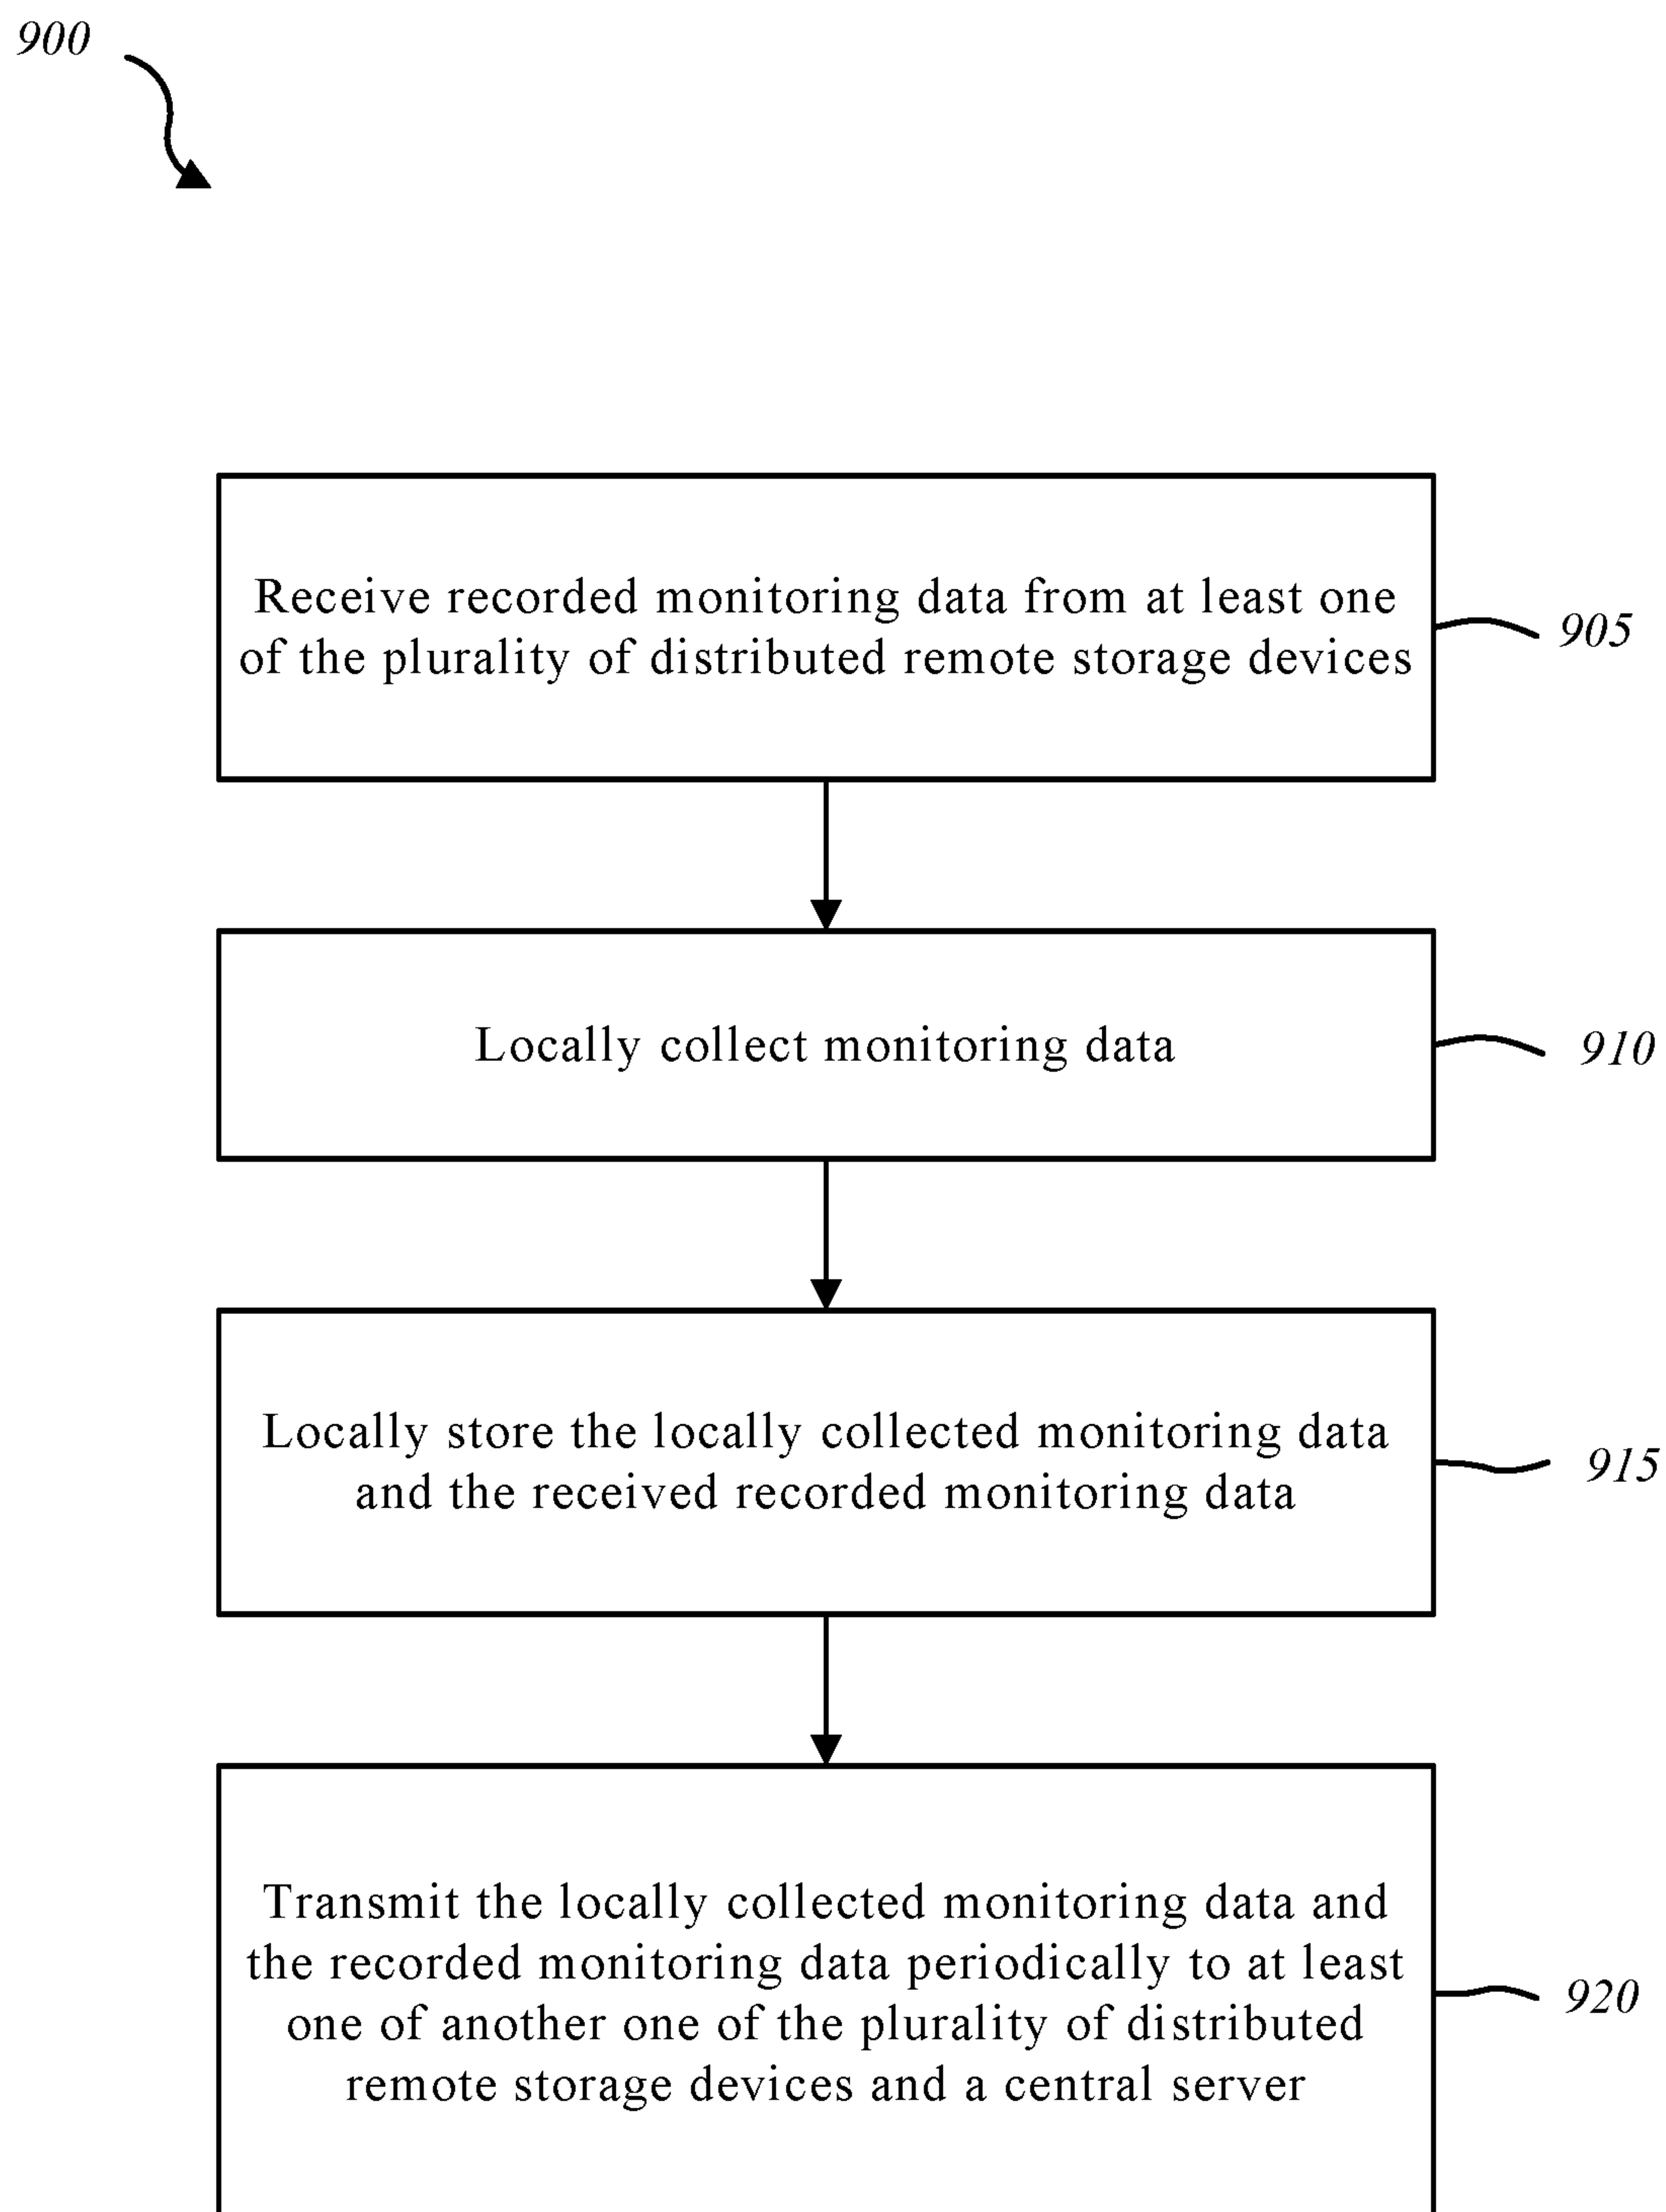 900
Receive recorded monitoring data from at least one
of the plurality of distributed remote storage devices
905
Locally collect monitoring data
910
Locally store the locally collected monitoring data
and the received recorded monitoring data
915
Transmit the locally collected monitoring data and
the recorded monitoring data periodically to at least
one of another one of the plurality of distributed
remote storage devices and a central server
920